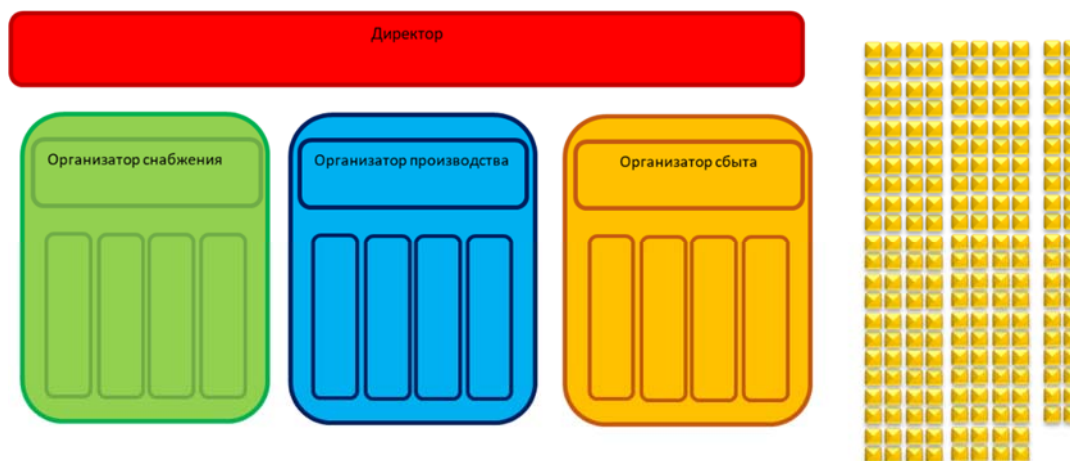 Директор
Организатор снабжения
Организатор производства
Организатор сбыта